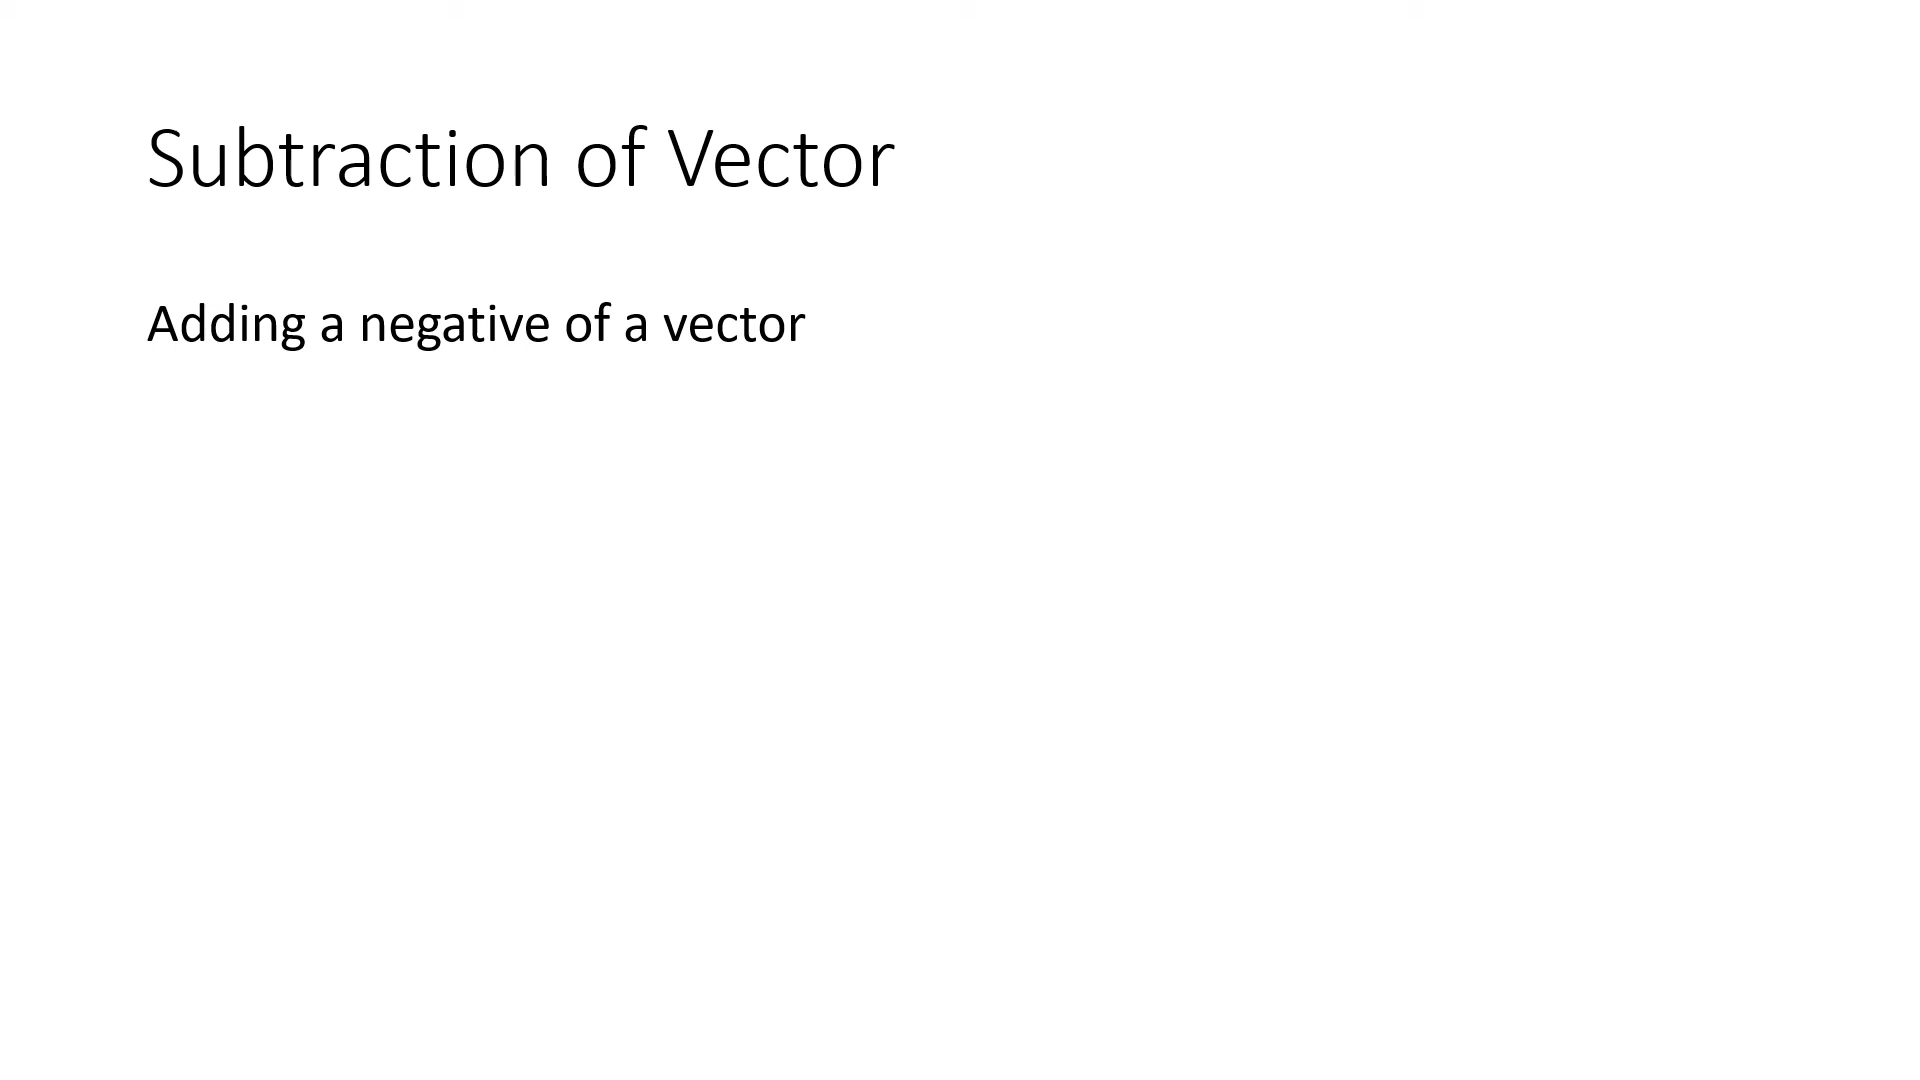 Subtraction of Vector
Adding a negative of a vector